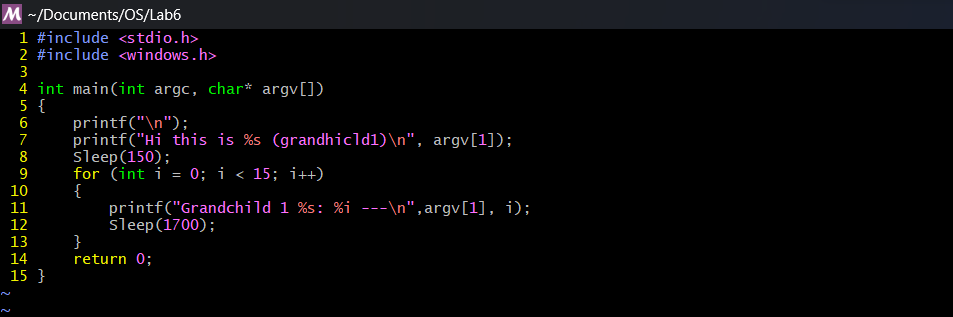 M ~/Documents/OS/Lab6
1 #include <stdio.h>
2 #include <windows.h>
3
4 int main(int argc, char* argv[])
5 {
6     printf("\n");
7     printf("Hi this is %s (grandhicld1)\n", argv[1]);
8     Sleep(150);
9     for (int i = 0; i < 15; i++)
10     {
11         printf("Grandchild 1 %s: %i ---\n",argv[1], i);
12         Sleep(1700);
13     }
14     return 0;
15 }
~
~